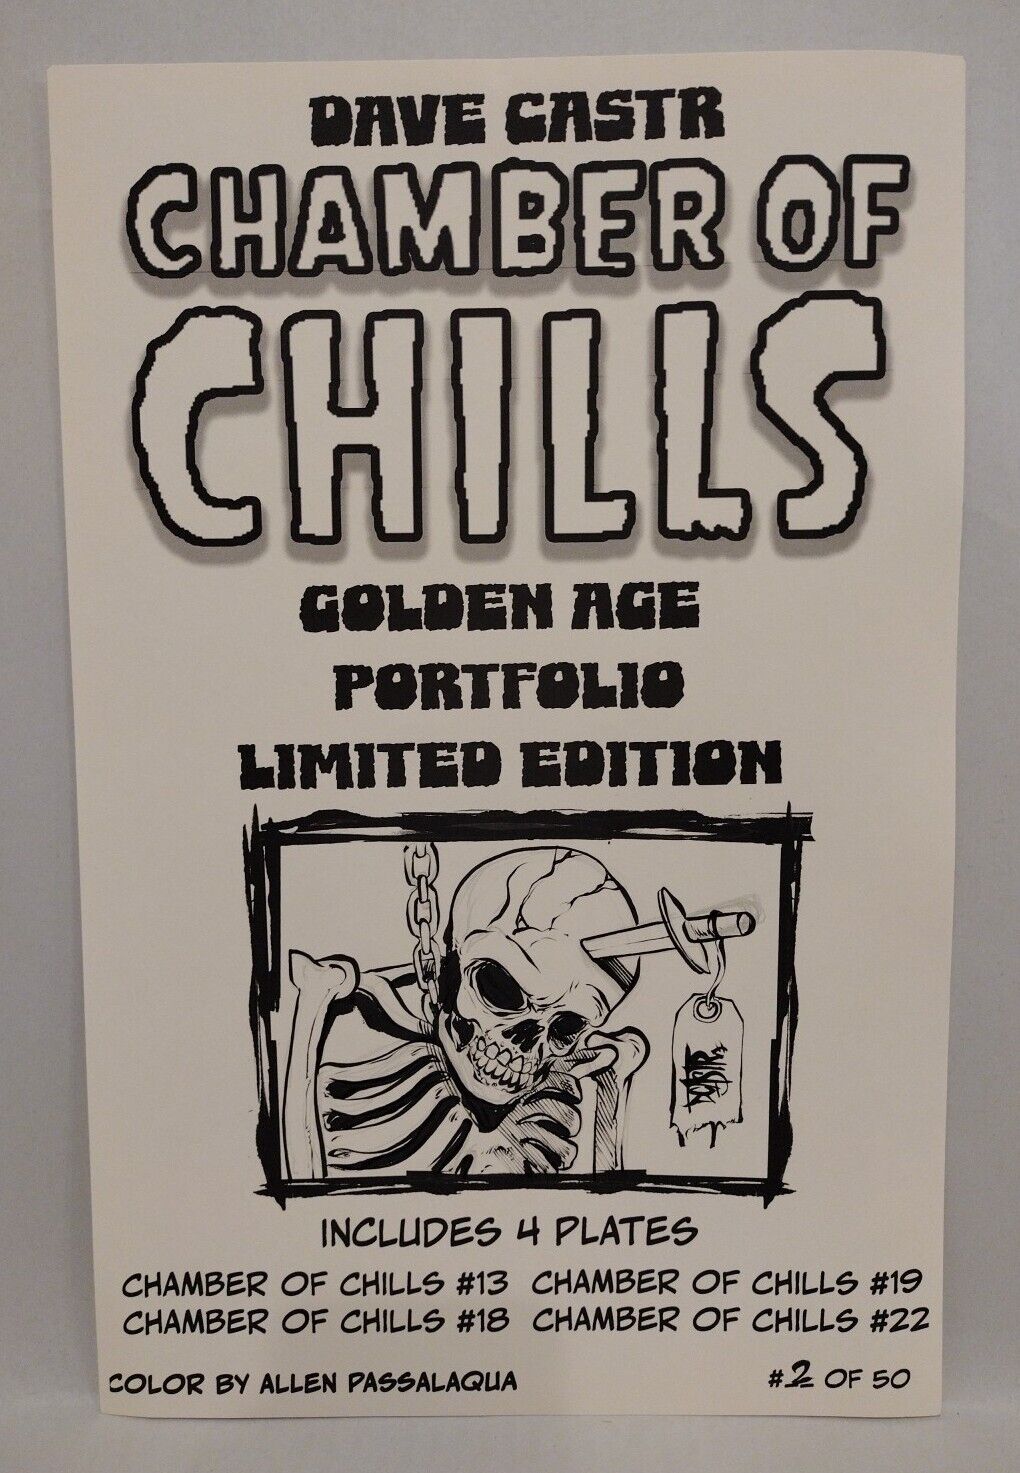 DAVE CASTR
CHAMBER OF
CHILLS
GOLDEN AGE
PORTFOLIO
LIMITED EDITION
INCLUDES 4 PLATES
CHAMBER OF CHILLS #13 CHAMBER OF CHILLS #19
CHAMBER OF CHILLS #18 CHAMBER OF CHILLS #22
COLOR BY ALLEN PASSALAQUA #2 OF 50